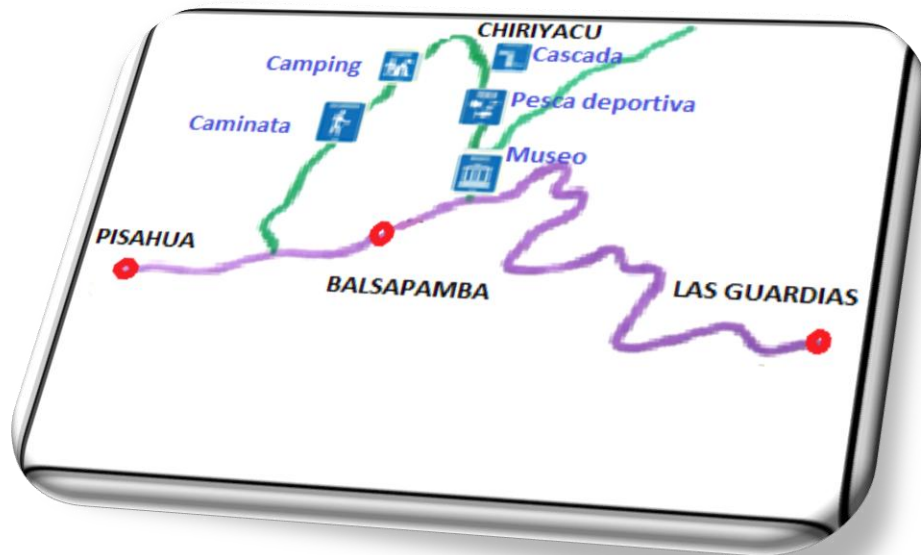 CHIRIYACU
Cascada
Camping
Pesca deportiva
Caminata
Museo
PISAHUA
BALSAPAMBA
LAS GUARDIAS